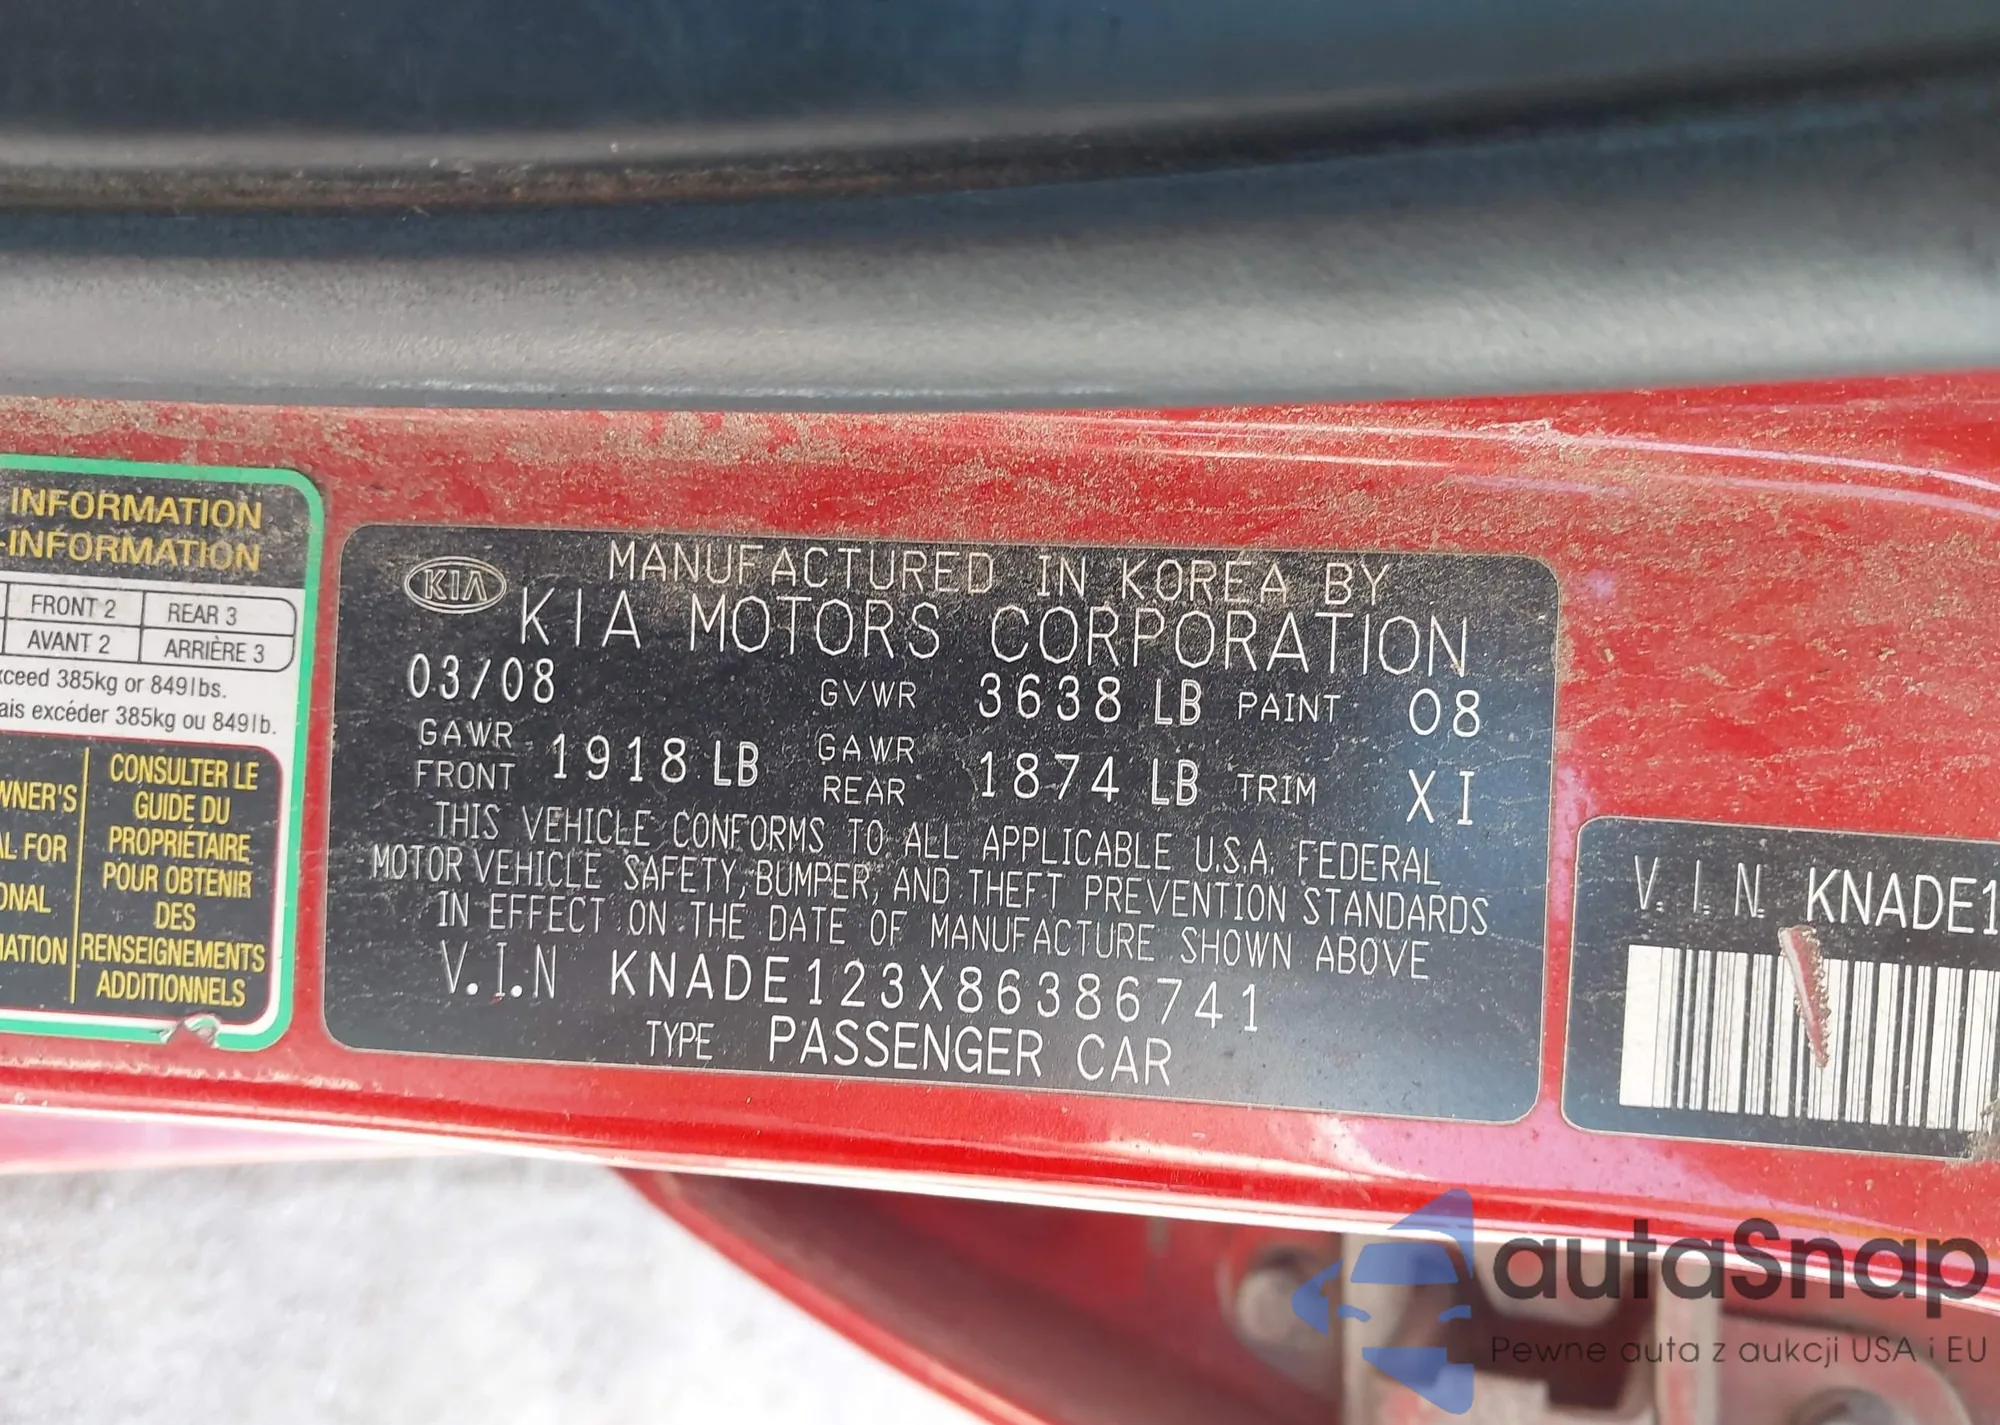 INFORMATION
-INFORMATION
FRONT 2 REAR 3
AVANT 2 ARRIÈRE 3
exceed 385kg or 849lbs.
ais excéder 385kg ou 849lb.
CONSULTER LE
WNER'S GUIDE DU
PROPRIÉTAIRE
AL FOR POUR OBTENIR
ONAL DES
MATION RENSEIGNEMENTS
ADDITIONNELS
KIA MANUFACTURED IN KOREA BY
KIA MOTORS CORPORATION
03/08 GVWR 3638 LB PAINT 08
GAWR FRONT 1918 LB GAWR REAR 1874 LB TRIM XI
THIS VEHICLE CONFORMS TO ALL APPLICABLE U.S.A. FEDERAL
MOTOR VEHICLE SAFETY, BUMPER, AND THEFT PREVENTION STANDARDS
IN EFFECT ON THE DATE OF MANUFACTURE SHOWN ABOVE
V.I.N KNADE123X86386741
TYPE PASSENGER CAR
V.I.N. KNADE1
autaSnap
Pewne auta z aukcji USA i EU